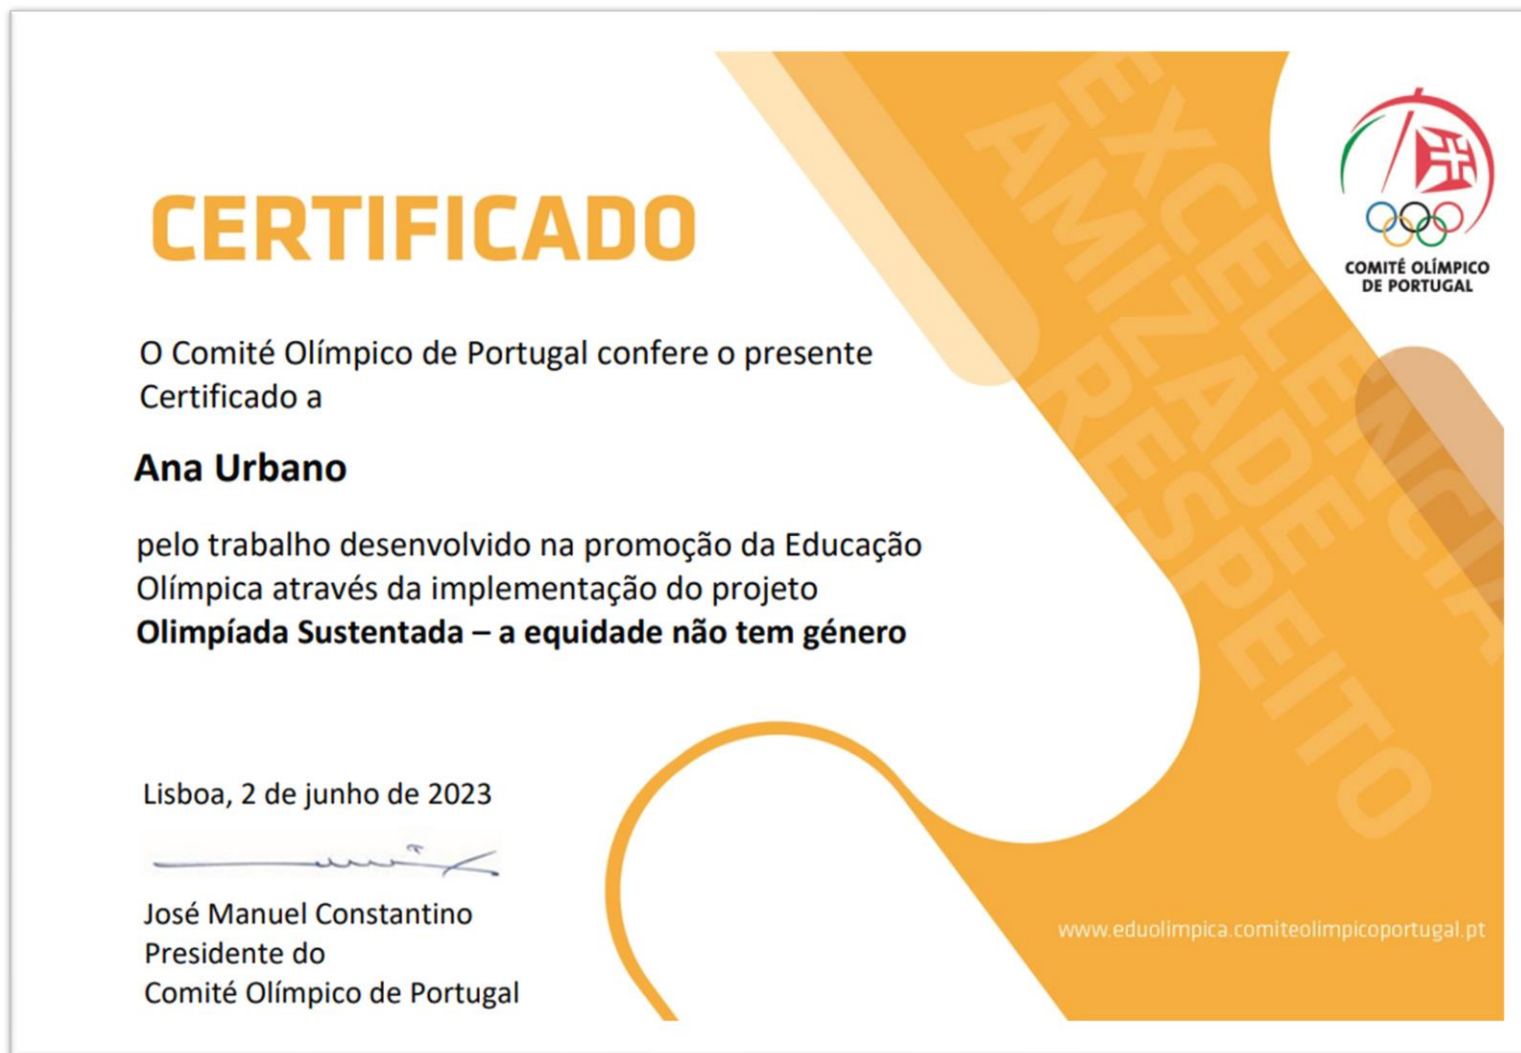 CERTIFICADO
O Comité Olímpico de Portugal confere o presente
Certificado a
Ana Urbano
pelo trabalho desenvolvido na promoção da Educação
Olímpica através da implementação do projeto
Olimpíada Sustentada – a equidade não tem género
Lisboa, 2 de junho de 2023
José Manuel Constantino
Presidente do
Comité Olímpico de Portugal
EXCELÊNCIA
AMIZADE
RESPEITO
COMITÉ OLÍMPICO
DE PORTUGAL
www.eduolimpica.comiteolimpicoportugal.pt